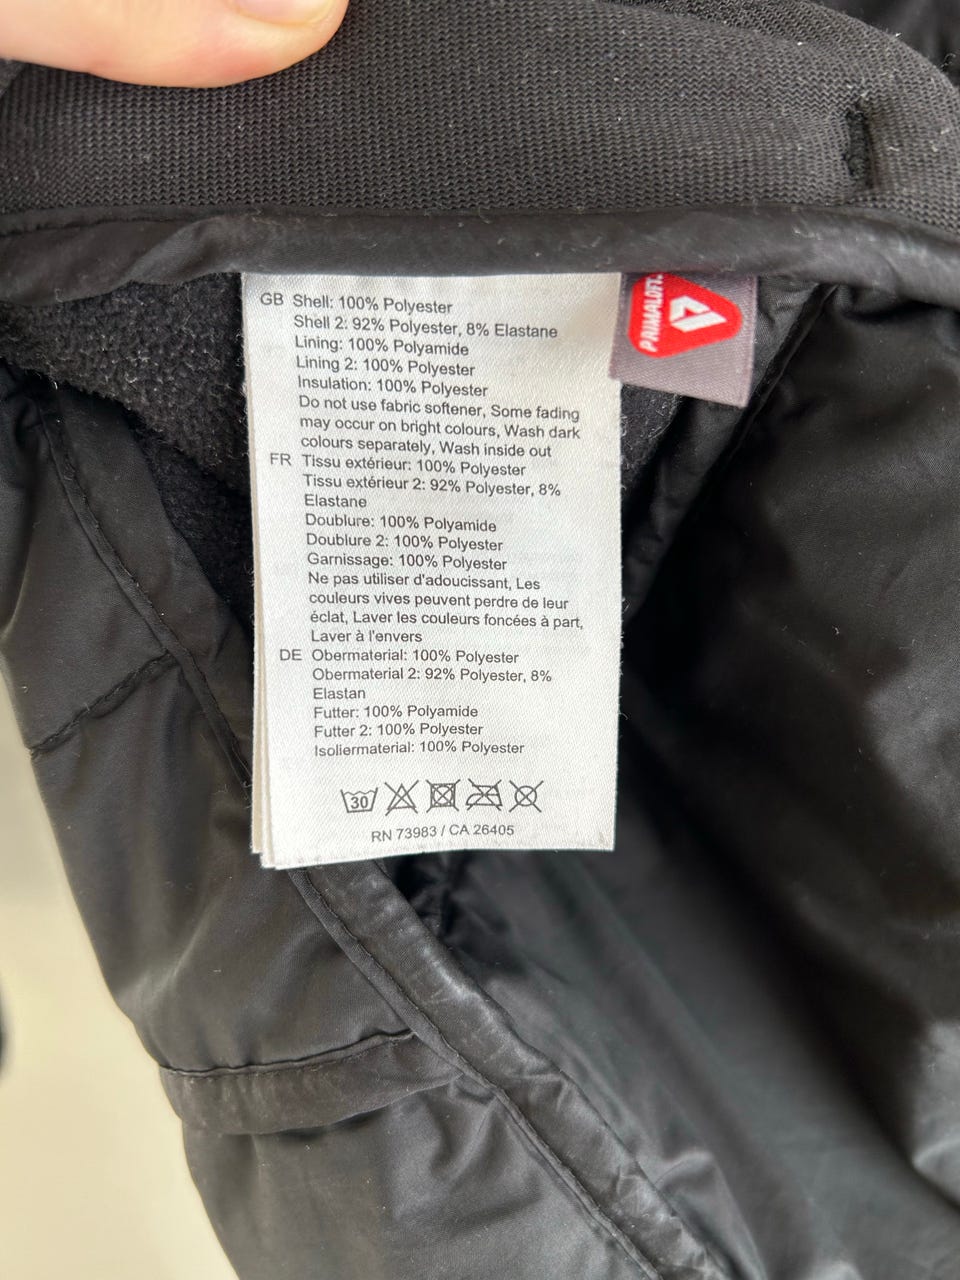 GB Shell: 100% Polyester
Shell 2: 92% Polyester, 8% Elastane
Lining: 100% Polyamide
Lining 2: 100% Polyester
Insulation: 100% Polyester
Do not use fabric softener, Some fading
may occur on bright colours, Wash dark
colours separately, Wash inside out
FR Tissu extérieur: 100% Polyester
Tissu extérieur 2: 92% Polyester, 8%
Elastane
Doublure: 100% Polyamide
Doublure 2: 100% Polyester
Garnissage: 100% Polyester
Ne pas utiliser d'adoucissant, Les
couleurs vives peuvent perdre de leur
éclat, Laver les couleurs foncées à part,
Laver à l'envers
DE Obermaterial: 100% Polyester
Obermaterial 2: 92% Polyester, 8%
Elastan
Futter: 100% Polyamide
Futter 2: 100% Polyester
Isoliermaterial: 100% Polyester
30
RN 73983 / CA 26405
PRIMALOFT